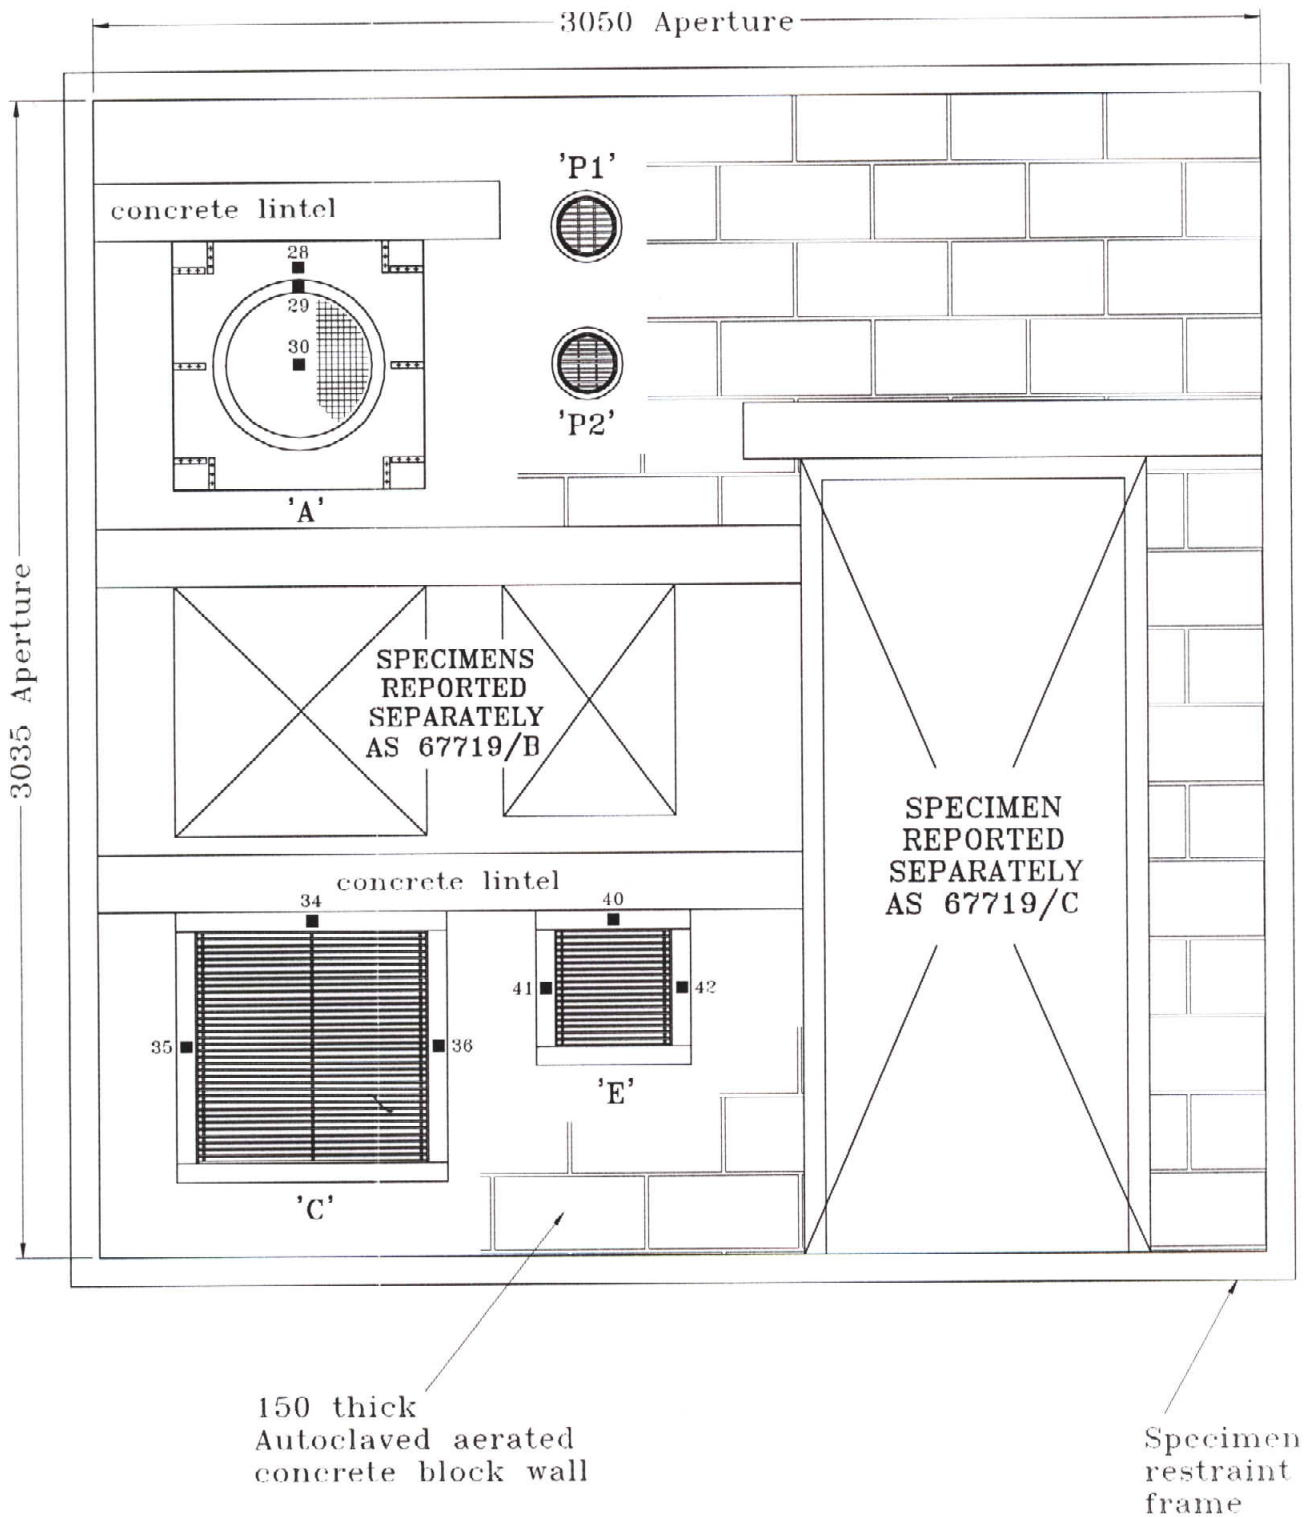 3050 Aperture
'P1'
concrete lintel
28
29
30
'P2'
'A'
3035 Aperture
SPECIMENS
REPORTED
SEPARATELY
AS 67719/B
SPECIMEN
REPORTED
SEPARATELY
AS 67719/C
concrete lintel
34
40
41
42
35
36
'E'
'C'
150 thick
Autoclaved aerated
concrete block wall
Specimen
restraint
frame